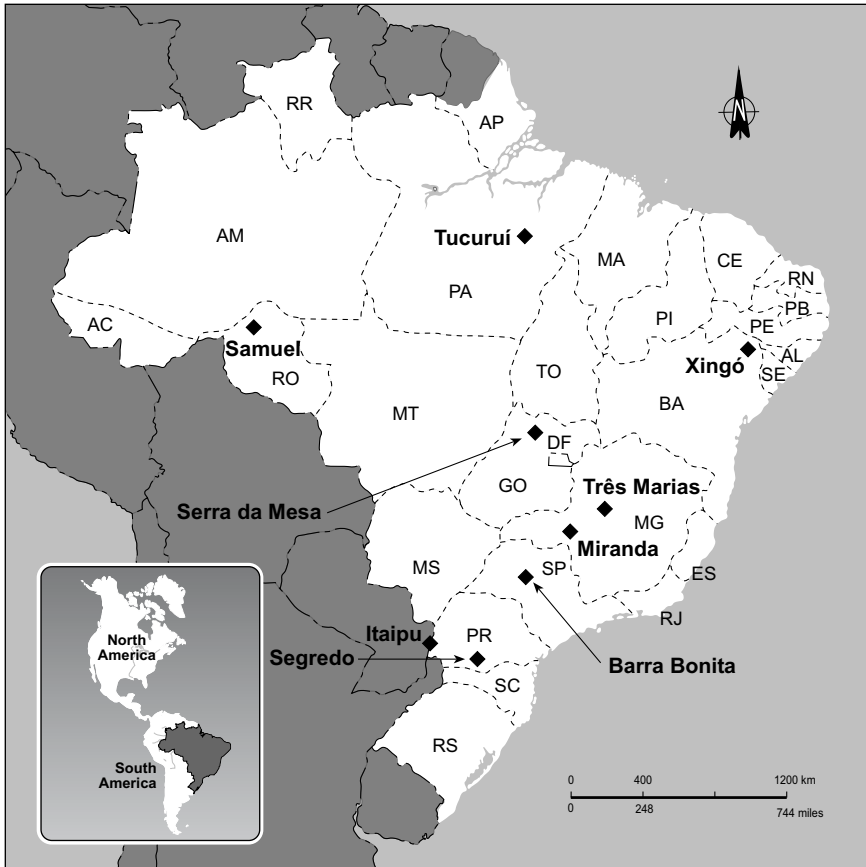 RR
AP
N
AM
Tucuruí
MA
CE
RN
PA
PB
PI
PE
AC
Samuel
Xingó
AL
SE
RO
TO
BA
MT
DF
GO
Três Marias
Serra da Mesa
MG
Miranda
MS
SP
ES
RJ
Itaipu
PR
North
America
Segredo
Barra Bonita
SC
RS
South
America
0 400 1200 km
0 248 744 miles